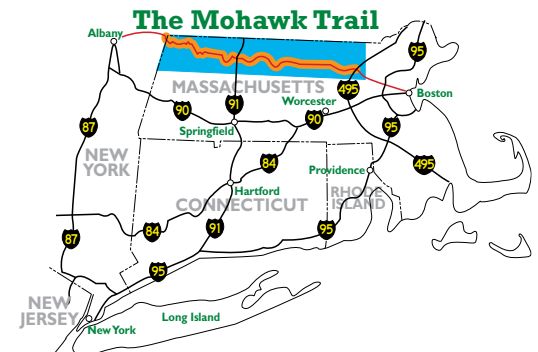 The Mohawk Trail
Albany
95
MASSACHUSETTS
495
Boston
90
91
Worcester
90
95
87
Springfield
NEW
YORK
84
Providence
495
Hartford
RHODE
ISLAND
CONNECTICUT
84
91
95
87
95
NEW
JERSEY
New York
Long Island